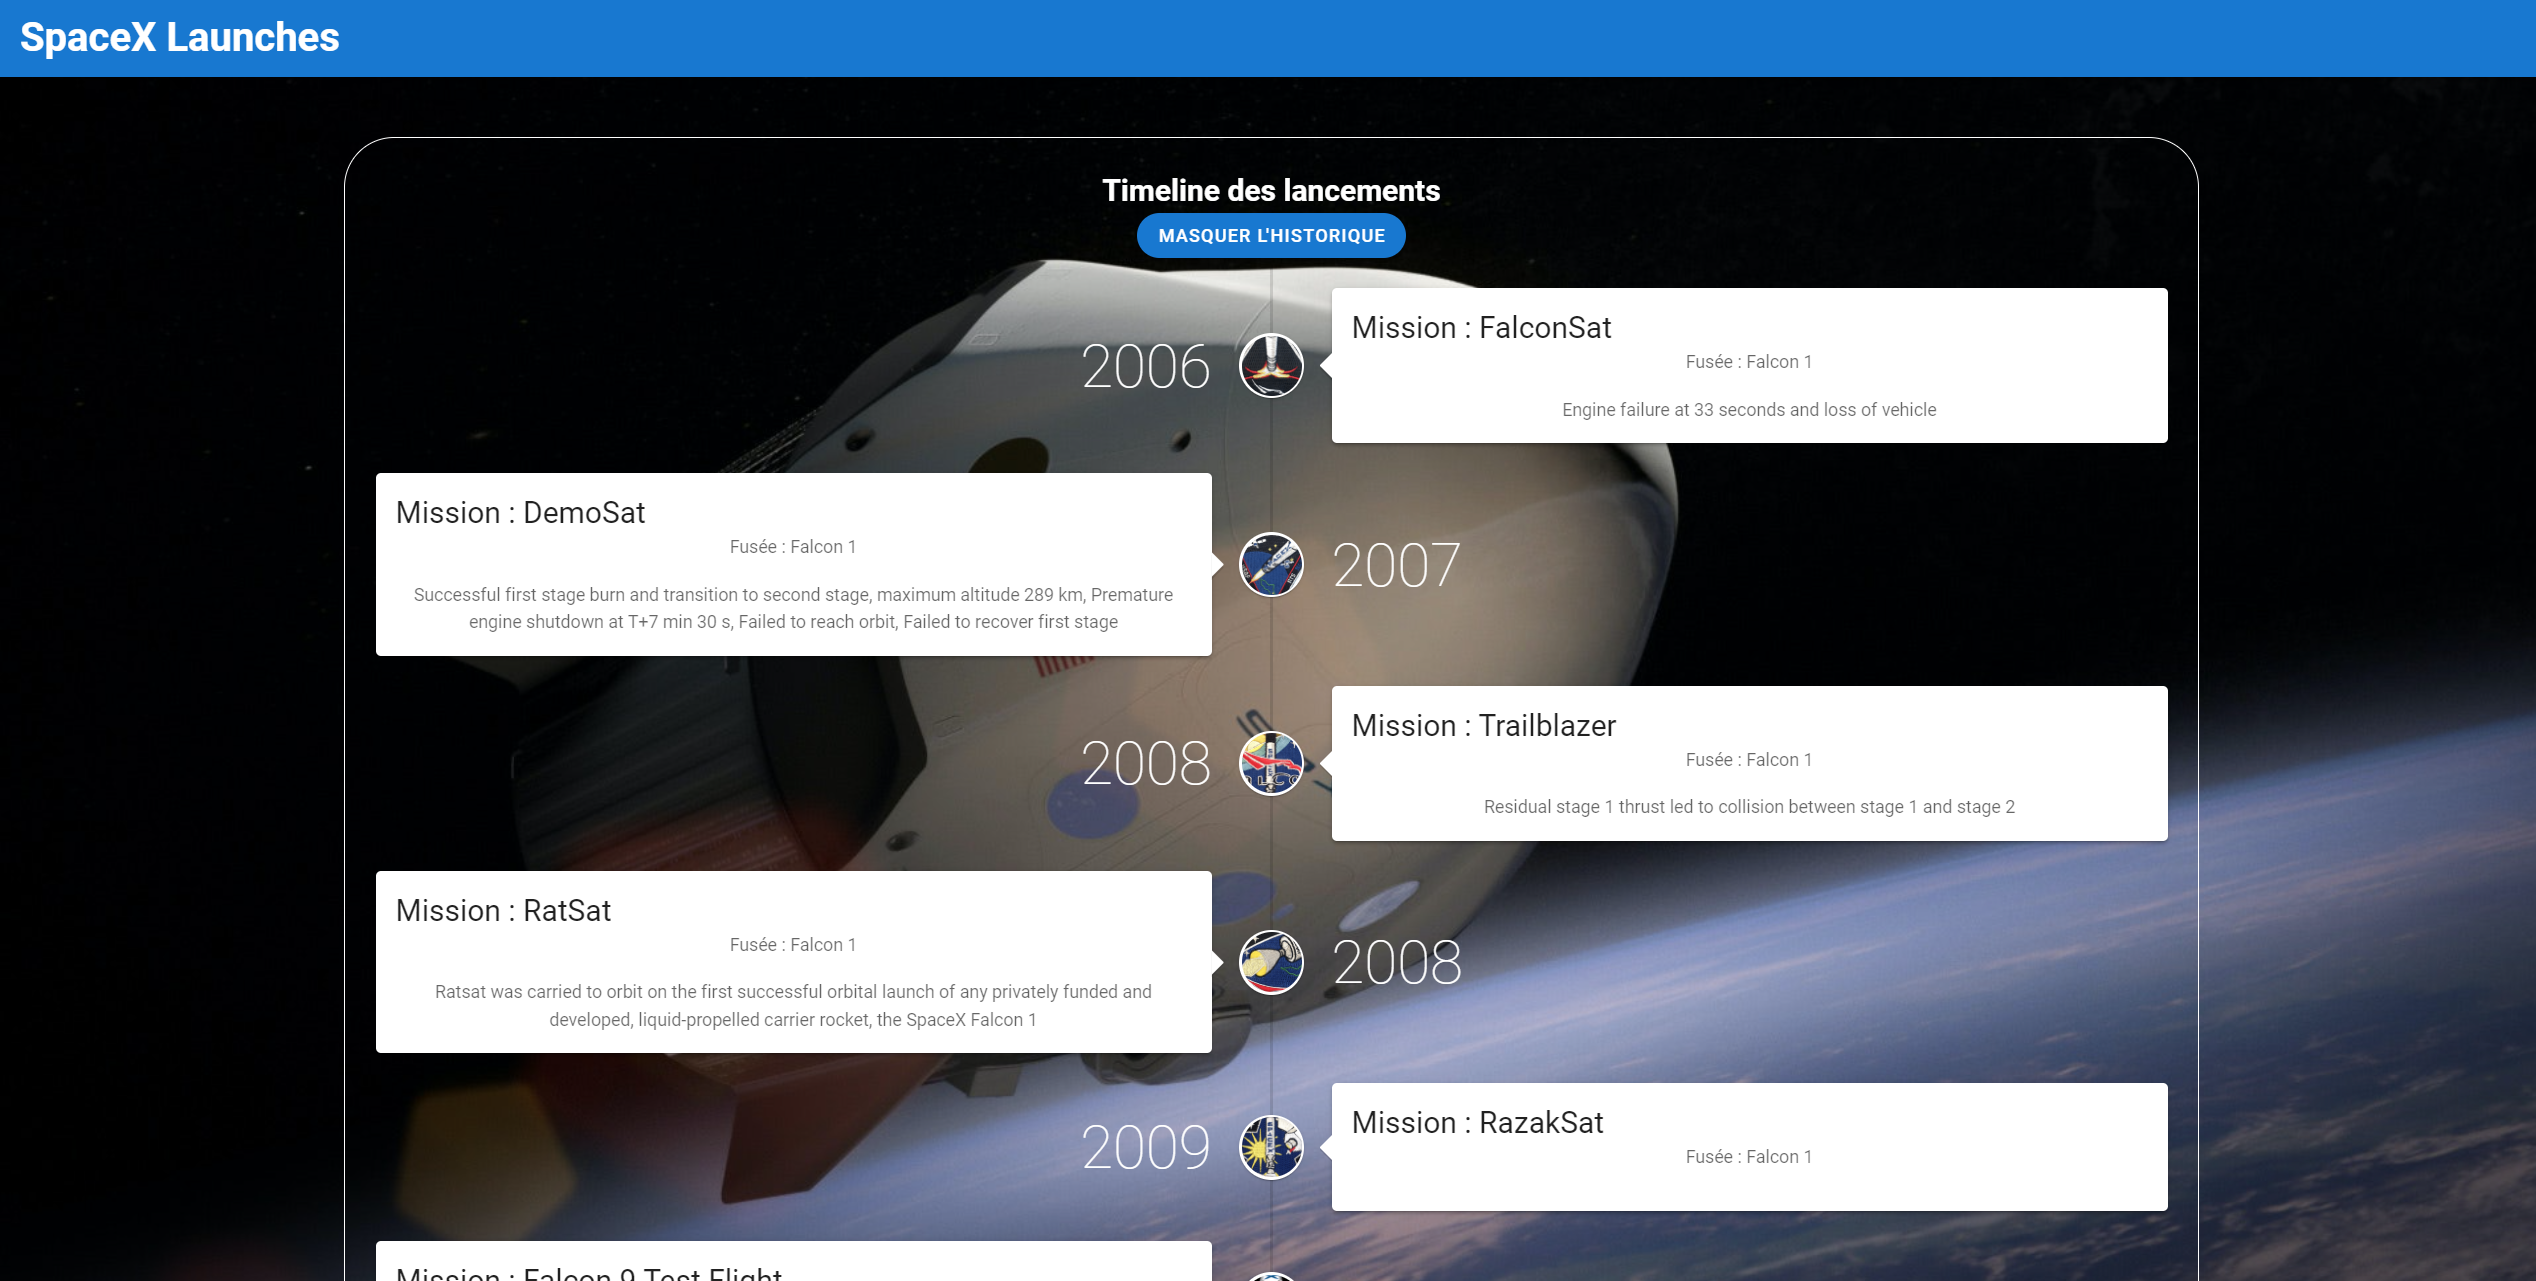 SpaceX Launches
Timeline des lancements
MASQUER L'HISTORIQUE
2006
Mission : FalconSat
Fusée : Falcon 1
Engine failure at 33 seconds and loss of vehicle
Mission : DemoSat
Fusée : Falcon 1
Successful first stage burn and transition to second stage, maximum altitude 289 km, Premature
engine shutdown at T+7 min 30 s, Failed to reach orbit, Failed to recover first stage
2007
2008
Mission : Trailblazer
Fusée : Falcon 1
Residual stage 1 thrust led to collision between stage 1 and stage 2
Mission : RatSat
Fusée : Falcon 1
Ratsat was carried to orbit on the first successful orbital launch of any privately funded and
developed, liquid-propelled carrier rocket, the SpaceX Falcon 1
2008
2009
Mission : RazakSat
Fusée : Falcon 1
Mission : Falcon 9 Test Flight